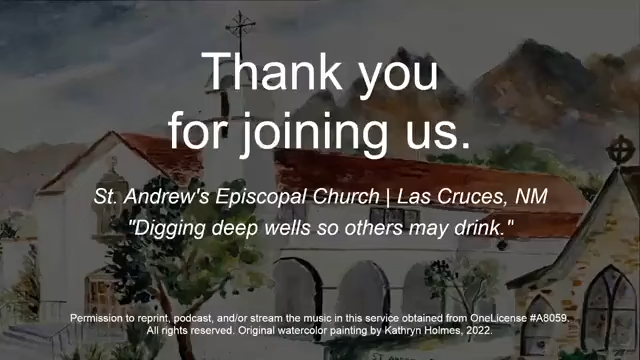 Thank you
for joining us.
St. Andrew's Episcopal Church | Las Cruces, NM
"Digging deep wells so others may drink."
Permission to reprint, podcast, and/or stream the music in this service obtained from OneLicense #A8059.
All rights reserved. Original watercolor painting by Kathryn Holmes, 2022.